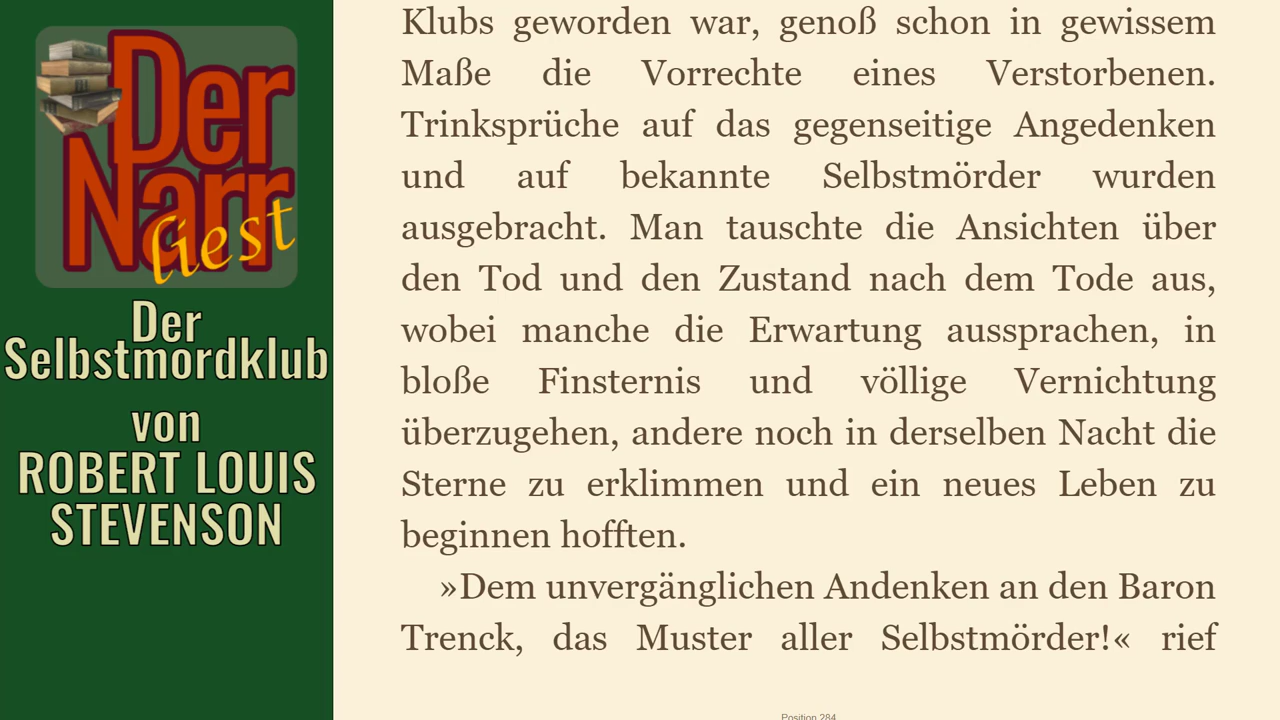 Der
Narr
liest
Der
Selbstmordklub
von
ROBERT LOUIS
STEVENSON
Klubs geworden war, genoß schon in gewissem
Maße die Vorrechte eines Verstorbenen.
Trinksprüche auf das gegenseitige Angedenken
und auf bekannte Selbstmörder wurden
ausgebracht. Man tauschte die Ansichten über
den Tod und den Zustand nach dem Tode aus,
wobei manche die Erwartung aussprachen, in
bloße Finsternis und völlige Vernichtung
überzugehen, andere noch in derselben Nacht die
Sterne zu erklimmen und ein neues Leben zu
beginnen hofften.
»Dem unvergänglichen Andenken an den Baron
Trenck, das Muster aller Selbstmörder!« rief
Position 284